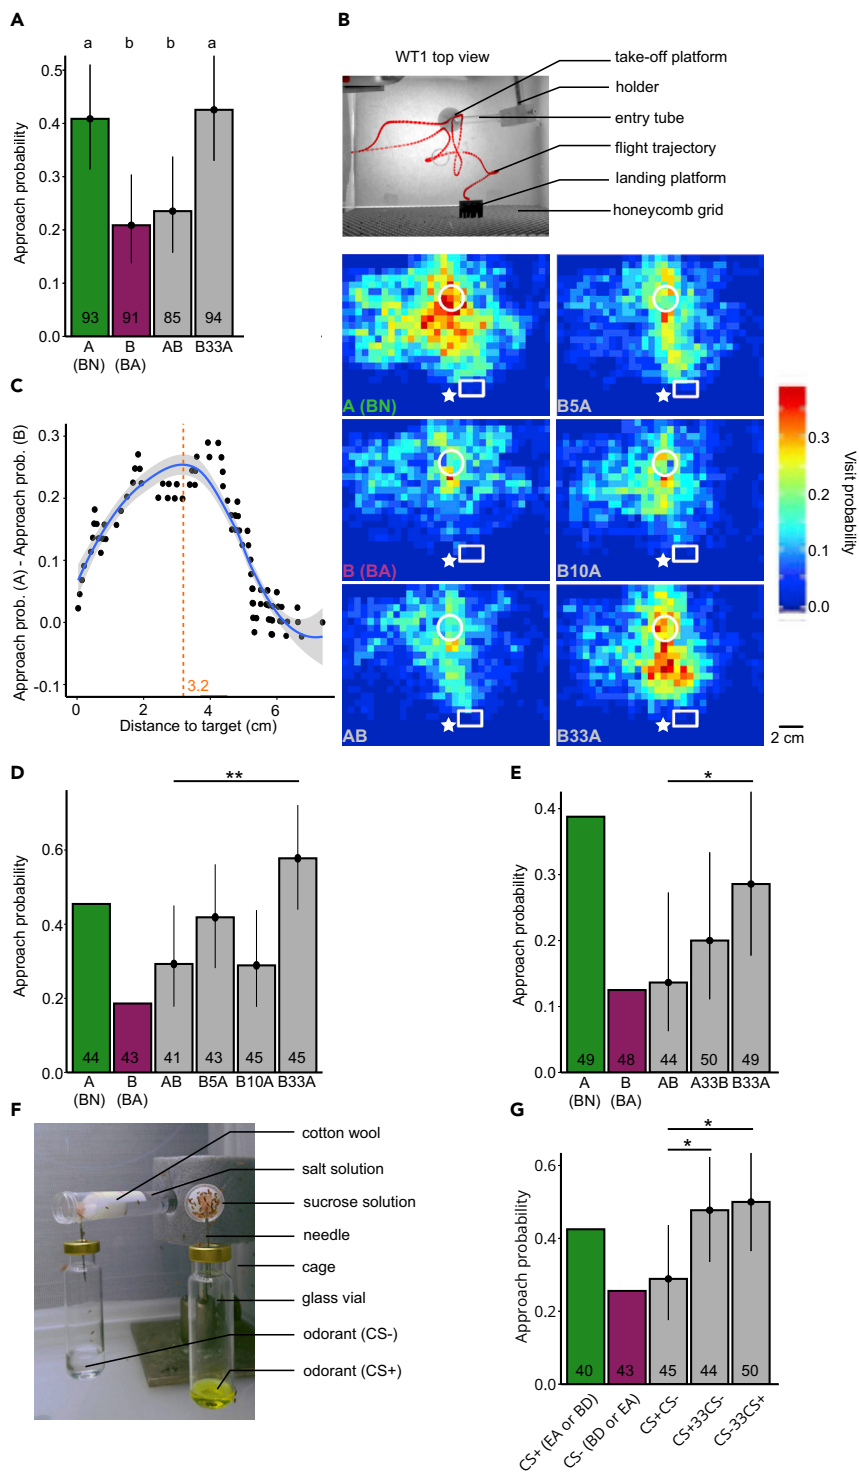 A
a b b a
Approach probability
0.5
0.4
0.3
0.2
0.1
0.0
93 91 85 94
A B AB B33A
(BN) (BA)
B
WT1 top view
take-off platform
holder
entry tube
flight trajectory
landing platform
honeycomb grid
A (BN)
B5A
B (BA)
B10A
AB
B33A
0.3
0.2
0.1
0.0
Visit probability
2 cm
C
Approach prob. (A) - Approach prob. (B)
0.3
0.2
0.1
0.0
-0.1
3.2
0 2 4 6
Distance to target (cm)
D
**
Approach probability
0.6
0.4
0.2
0.0
44 43 41 43 45 45
A B AB B5A B10A B33A
(BN) (BA)
E
*
Approach probability
0.4
0.3
0.2
0.1
0.0
49 48 44 50 49
A B AB A33B B33A
(BN) (BA)
F
cotton wool
salt solution
sucrose solution
needle
cage
glass vial
odorant (CS-)
odorant (CS+)
G
*
*
Approach probability
0.6
0.4
0.2
0.0
40 43 45 44 50
CS+ (EA or BD)
CS- (BD or EA)
CS+CS-
CS+33CS-
CS-33CS+